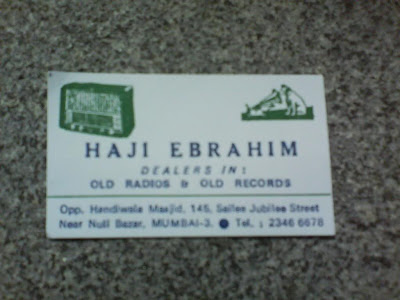 HAJI EBRAHIM
DEALERS IN:
OLD RADIOS & OLD RECORDS
Opp. Handiwala Masjid, 145, Sailee Jubilee Street
Near Null Bazar, MUMBAI-3. ● Tel. : 2346 6678